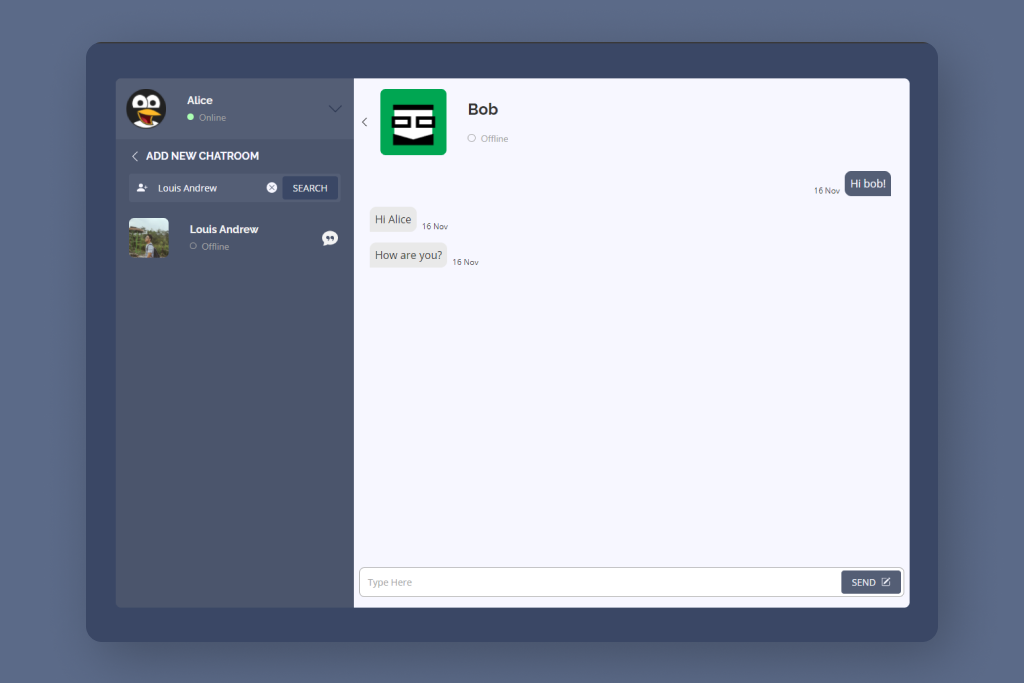 Alice
Online
ADD NEW CHATROOM
Louis Andrew
SEARCH
Louis Andrew
Offline
Bob
Offline
16 Nov
Hi bob!
Hi Alice
16 Nov
How are you?
16 Nov
Type Here
SEND